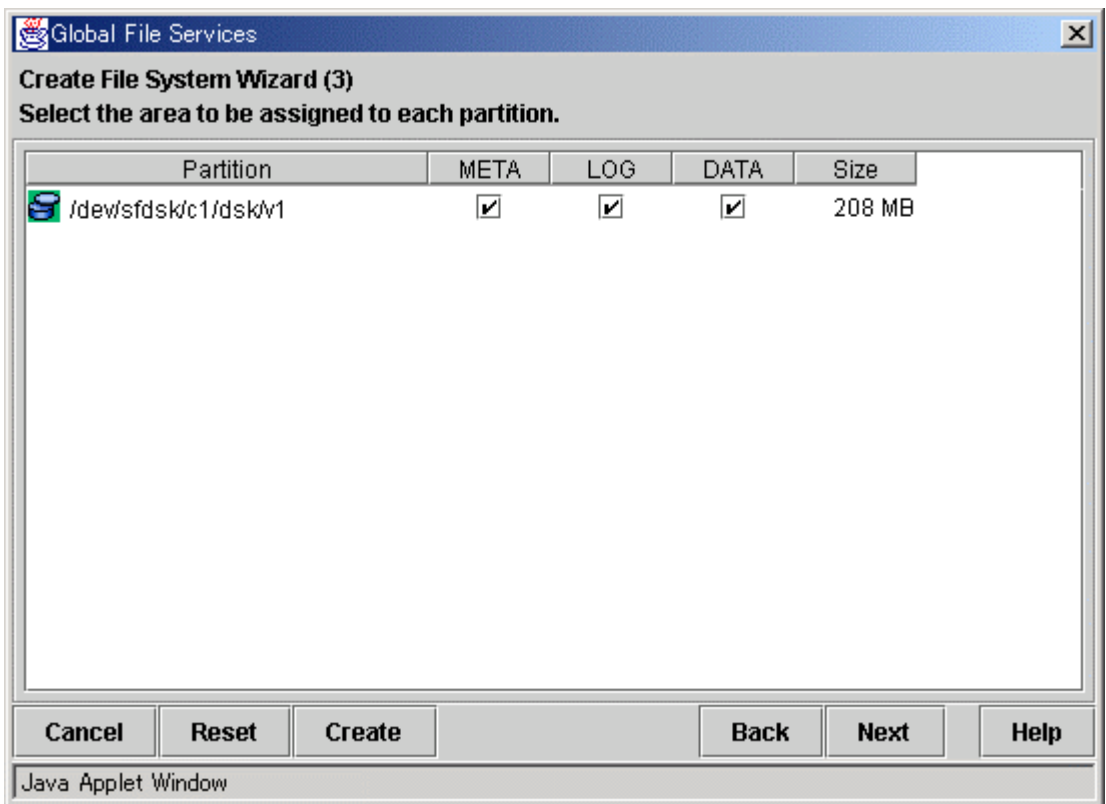 Global File Services
Create File System Wizard (3)
Select the area to be assigned to each partition.
Partition META LOG DATA Size
/dev/sfdsk/c1/dsk/v1 208 MB
Cancel Reset Create Back Next Help
Java Applet Window